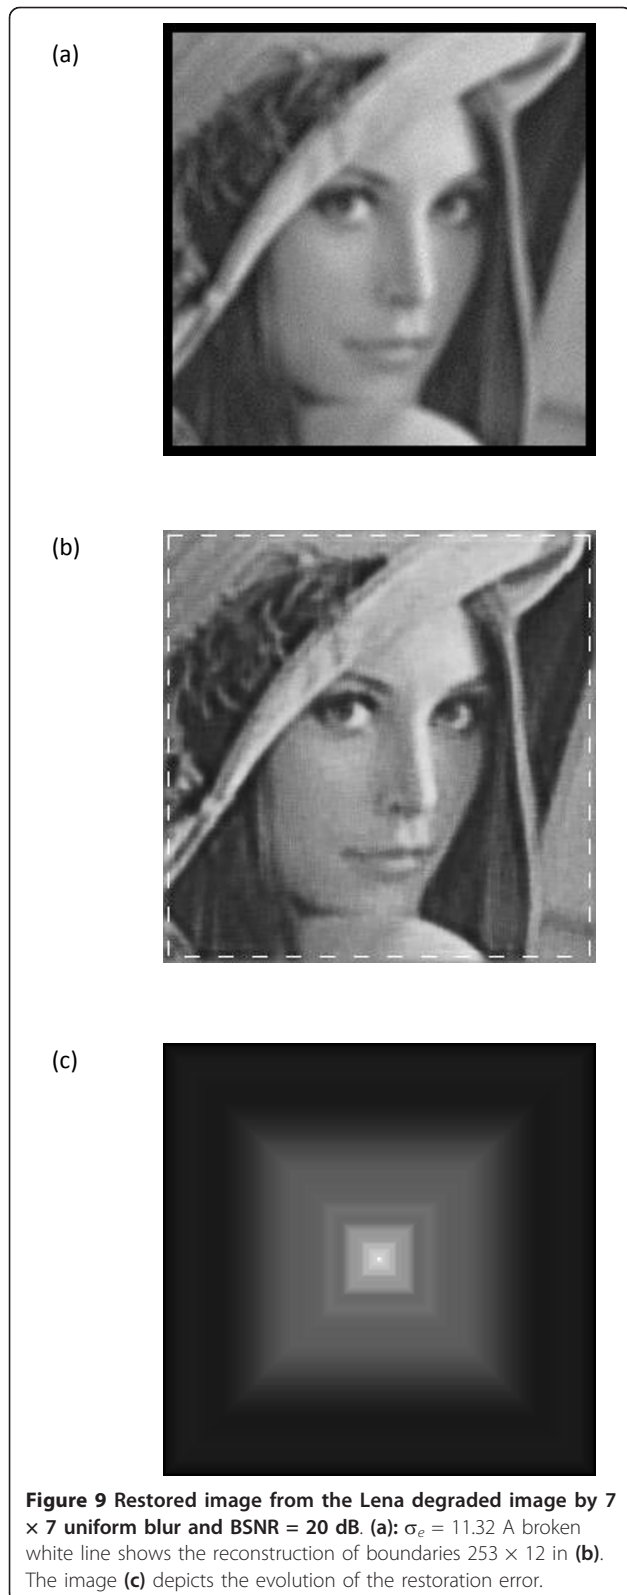 (a)
(b)
(c)
Figure 9 Restored image from the Lena degraded image by 7
× 7 uniform blur and BSNR = 20 dB. (a): σe = 11.32 A broken
white line shows the reconstruction of boundaries 253 × 12 in (b).
The image (c) depicts the evolution of the restoration error.